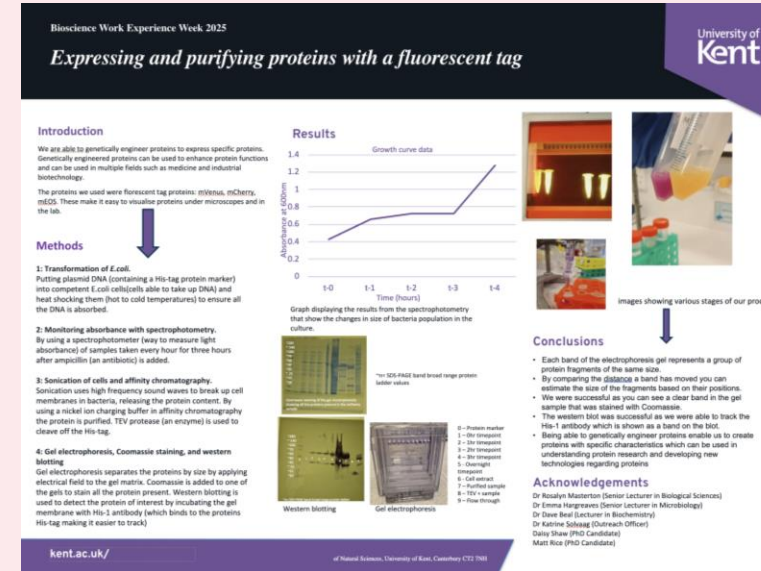 Bioscience Work Experience Week 2025
Expressing and purifying proteins with a fluorescent tag
University of
Kent
Introduction
We are able to genetically engineer proteins to express specific proteins.
Genetically engineered proteins can be used to enhance protein functions
and can be used in multiple fields such as medicine and industrial
biotechnology.
The proteins we used were florescent tag proteins: mVenus, mCherry,
mEOS. These make it easy to visualise proteins under microscopes and in
the lab.
Methods
1: Transformation of E.coli.
Putting plasmid DNA (containing a His-tag protein marker)
into competent E.coli cells(cells able to take up DNA) and
heat shocking them (hot to cold temperatures) to ensure all
the DNA is absorbed.
2: Monitoring absorbance with spectrophotometry.
By using a spectrophotometer (way to measure light
absorbance) of samples taken every hour for three hours
after ampicillin (an antibiotic) is added.
3: Sonication of cells and affinity chromatography.
Sonication uses high frequency sound waves to break up cell
membranes in bacteria, releasing the protein content. By
using a nickel ion charging buffer in affinity chromatography
the protein is purified. TEV protease (an enzyme) is used to
cleave off the His-tag.
4: Gel electrophoresis, Coomassie staining, and western
blotting
Gel electrophoresis separates the proteins by size by applying
electrical field to the gel matrix. Coomassie is added to one of
the gels to stain all the protein present. Western blotting is
used to detect the protein of interest by incubating the gel
membrane with His-1 antibody (which binds to the proteins
His-tag making it easier to track)
Results
Growth curve data
1.4
1.2
1
0.8
0.6
0.4
0.2
0
Absorbance at 600nm
t-0 t-1 t-2 t-3 t-4
Time (hours)
Graph displaying the results from the spectrophotometry
that show the changes in size of bacteria population in the
culture.
SDS-PAGE band broad range protein
ladder values
0 – Protein marker
1 – 0hr timepoint
2 – 1hr timepoint
3 – 2hr timepoint
4 – 3hr timepoint
5 - Overnight
timepoint
6 - Cell extract
7 – Purified sample
8 – TEV + sample
9 – Flow through
Western blotting
Gel electrophoresis
images showing various stages of our
Conclusions
• Each band of the electrophoresis gel represents a group of
protein fragments of the same size.
• By comparing the distance a band has moved you can
estimate the size of the fragments based on their positions.
• We were successful as you can see a clear band in the gel
sample that was stained with Coomassie.
• The western blot was successful as we were able to track the
His-1 antibody which is shown as a band on the blot.
• Being able to genetically engineer proteins enable us to create
proteins with specific characteristics which can be used in
understanding protein research and developing new
technologies regarding proteins
Acknowledgements
Dr Rosalyn Masterton (Senior Lecturer in Biological Sciences)
Dr Emma Hargreaves (Senior Lecturer in Microbiology)
Dr Dave Beal (Lecturer in Biochemistry)
Dr Katrine Solvaag (Outreach Officer)
Daisy Shaw (PhD Candidate)
Matt Rice (PhD Candidate)
kent.ac.uk/
of Natural Sciences, University of Kent, Canterbury CT2 7NH